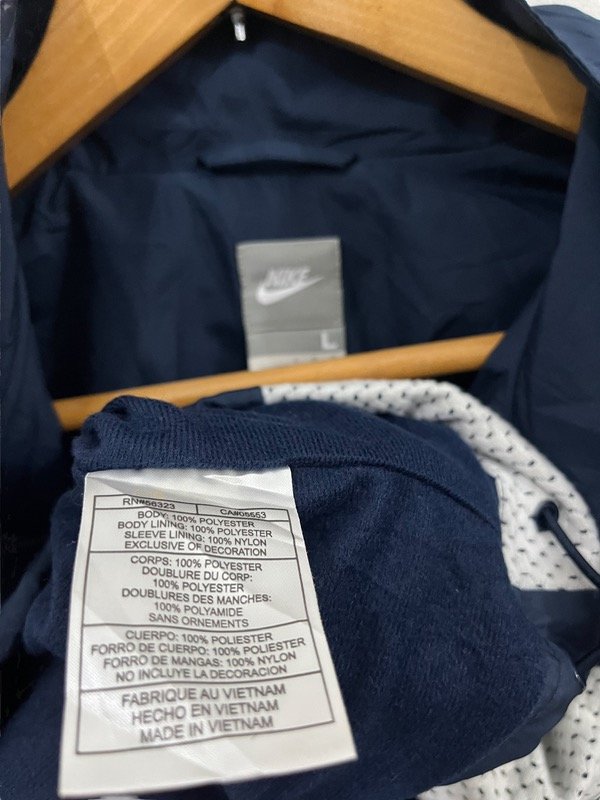 NIKE
L
RN#56323 CA#05553
BODY: 100% POLYESTER
BODY LINING: 100% POLYESTER
SLEEVE LINING: 100% NYLON
EXCLUSIVE OF DECORATION
CORPS: 100% POLYESTER
DOUBLURE DU CORP:
100% POLYESTER
DOUBLURES DES MANCHES:
100% POLYAMIDE
SANS ORNEMENTS
CUERPO: 100% POLIESTER
FORRO DE CUERPO: 100% POLIESTER
FORRO DE MANGAS: 100% NYLON
NO INCLUYE LA DECORACIÓN
FABRIQUE AU VIETNAM
HECHO EN VIETNAM
MADE IN VIETNAM